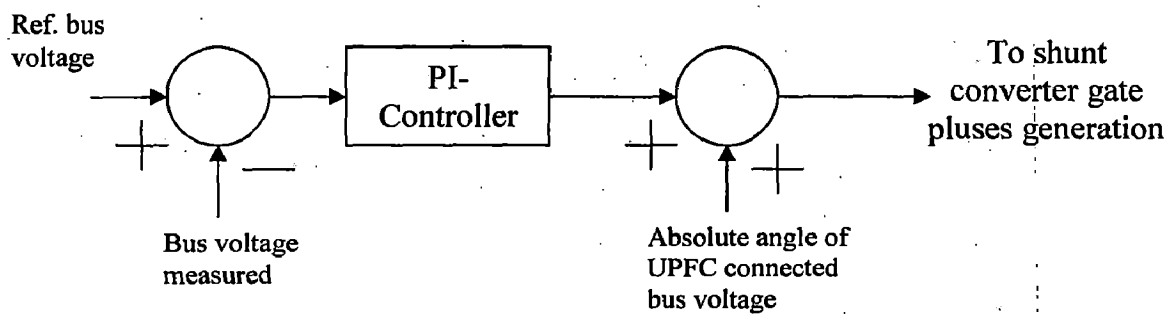 Ref. bus
voltage
PI-
Controller
To shunt
converter gate
pluses generation
+
−
+
+
Bus voltage
measured
Absolute angle of
UPFC connected
bus voltage